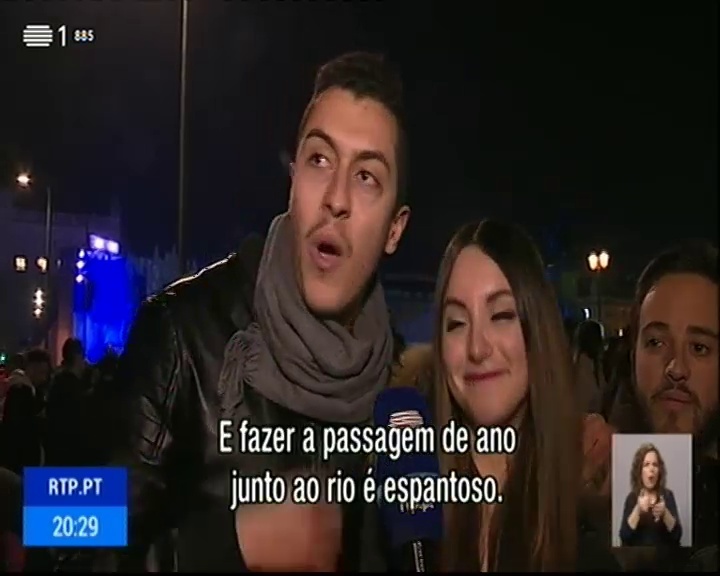 1 885
E fazer a passagem de ano
junto ao rio é espantoso.
RTP.PT
20:29